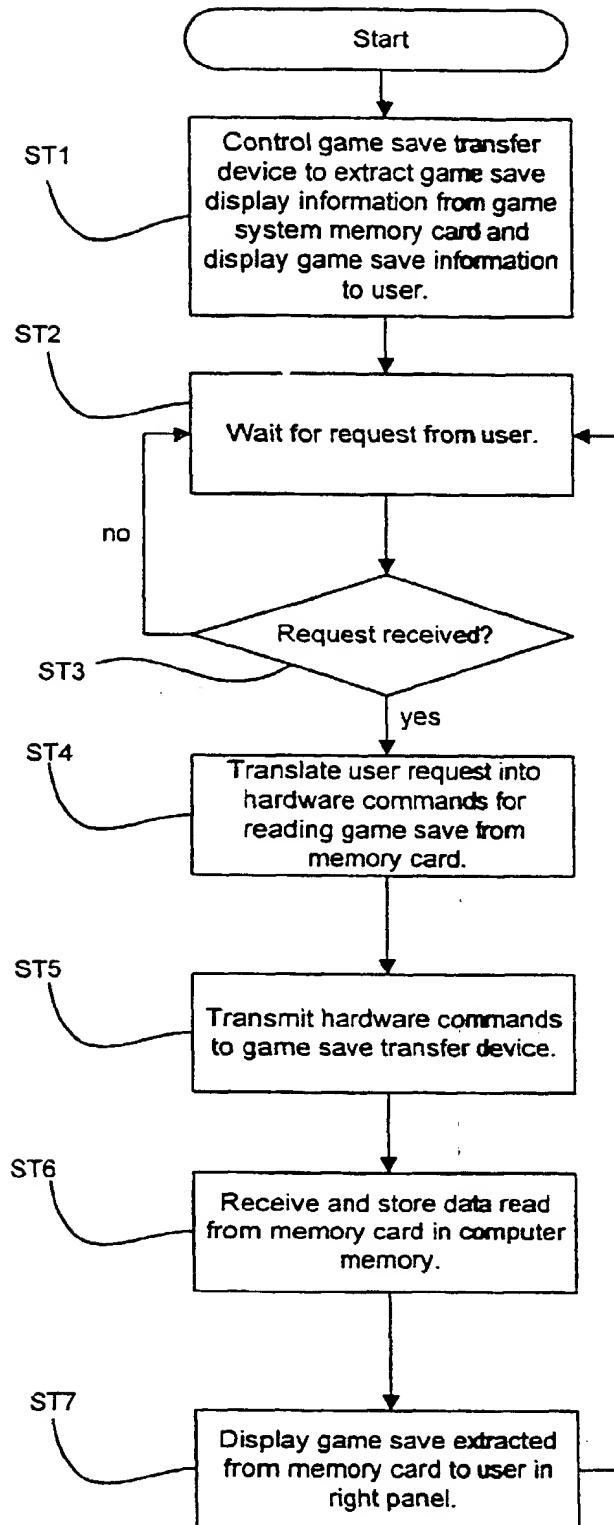 Start
ST1
Control game save transfer
device to extract game save
display information from game
system memory card and
display game save information
to user.
ST2
Wait for request from user.
no
Request received?
ST3
yes
ST4
Translate user request into
hardware commands for
reading game save from
memory card.
ST5
Transmit hardware commands
to game save transfer device.
ST6
Receive and store data read
from memory card in computer
memory.
ST7
Display game save extracted
from memory card to user in
right panel.